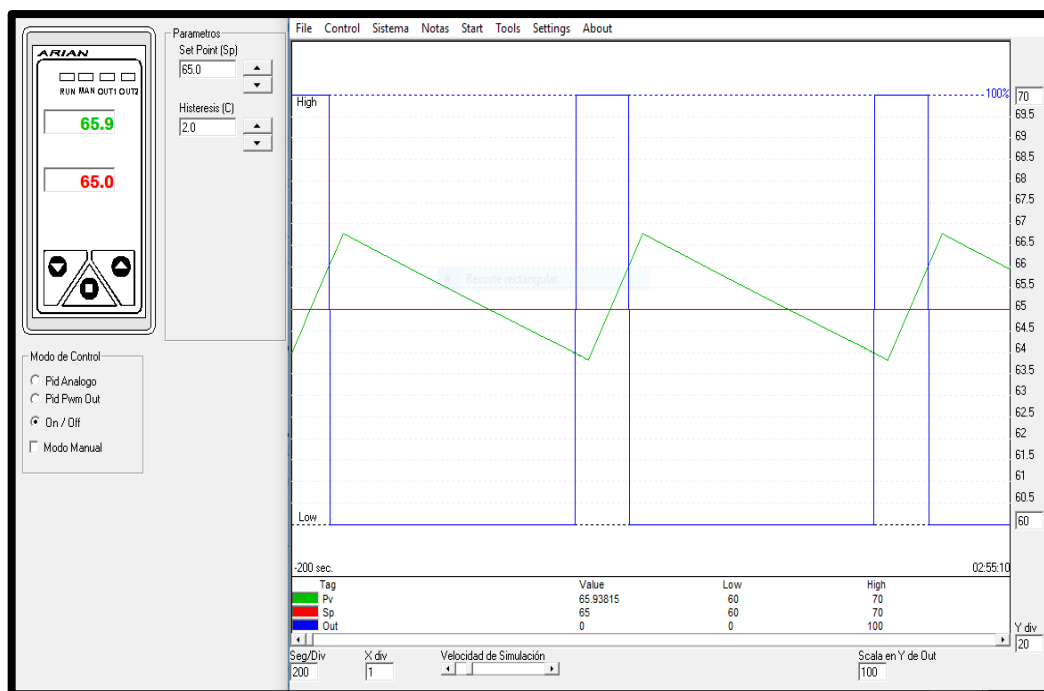 ARIAN
RUN MAN OUT1 OUT2
65.9
65.0
Parametros
Set Point (Sp)
65.0
Histeresis (C)
2.0
Modo de Control
Pid Analogo
Pid Pwm Out
On / Off
Modo Manual
File Control Sistema Notas Start Tools Settings About
High
100%
70
69.5
69
68.5
68
67.5
67
66.5
66
65.5
65
64.5
64
63.5
63
62.5
62
61.5
61
60.5
60
Recorte rectangular
Low
-200 sec. 02:55:10
Tag Value Low High
Pv 65.93815 60 70
Sp 65 60 70
Out 0 0 100
Y div
20
Seg/Div X div Velocidad de Simulación Scala en Y de Out
200 1 100